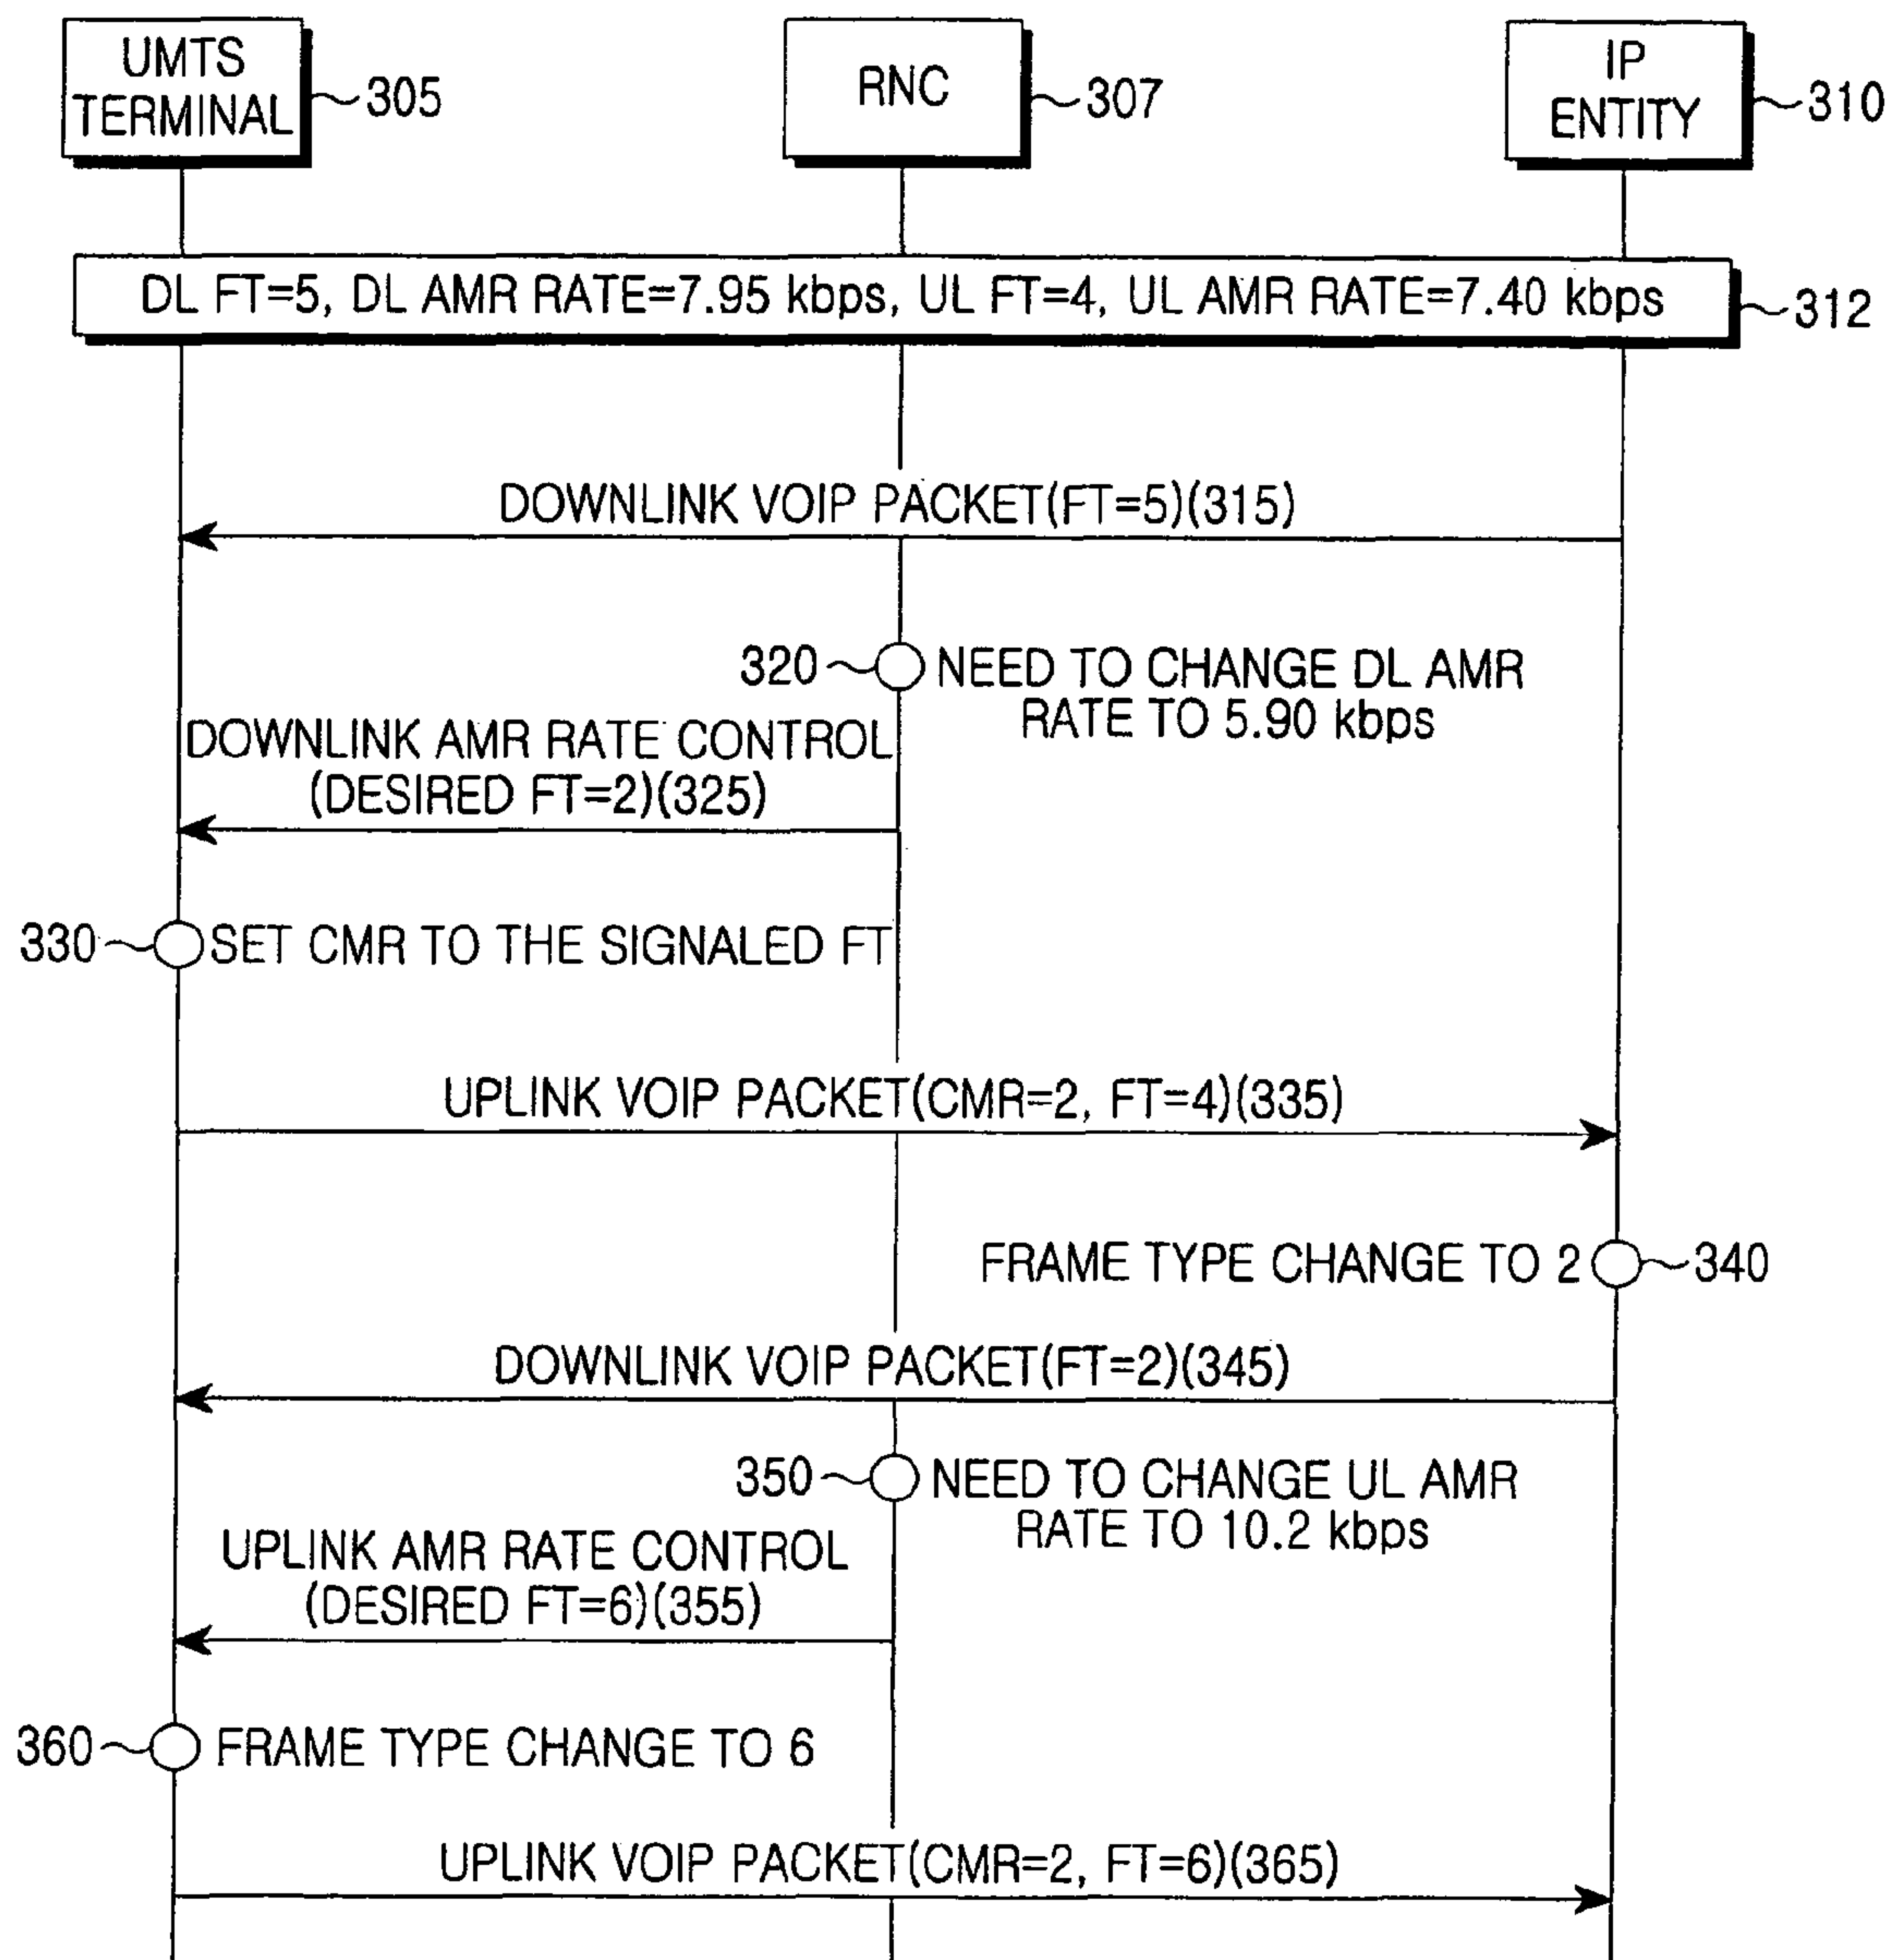 UMTS
TERMINAL
305
RNC
307
IP
ENTITY
310
DL FT=5, DL AMR RATE=7.95 kbps, UL FT=4, UL AMR RATE=7.40 kbps
312
DOWNLINK VOIP PACKET(FT=5)(315)
320
NEED TO CHANGE DL AMR
RATE TO 5.90 kbps
DOWNLINK AMR RATE CONTROL
(DESIRED FT=2)(325)
330
SET CMR TO THE SIGNALED FT
UPLINK VOIP PACKET(CMR=2, FT=4)(335)
FRAME TYPE CHANGE TO 2
340
DOWNLINK VOIP PACKET(FT=2)(345)
350
NEED TO CHANGE UL AMR
RATE TO 10.2 kbps
UPLINK AMR RATE CONTROL
(DESIRED FT=6)(355)
360
FRAME TYPE CHANGE TO 6
UPLINK VOIP PACKET(CMR=2, FT=6)(365)